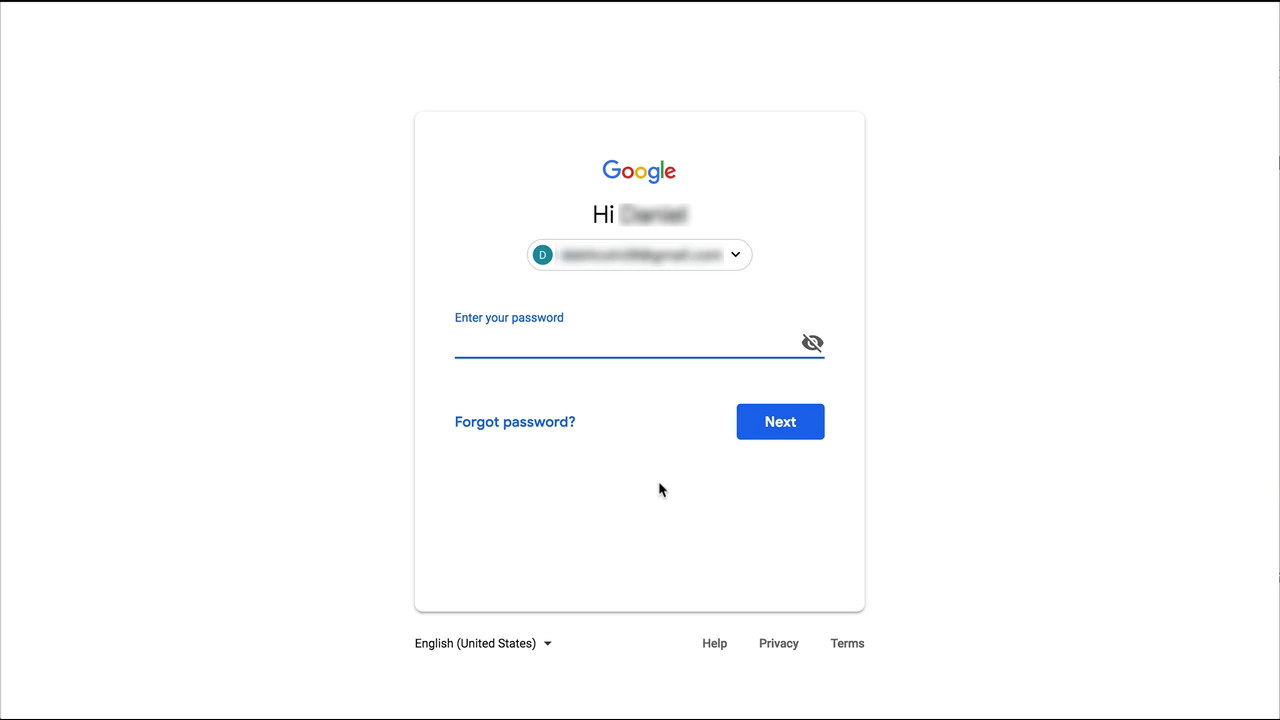 Google
Hi
D
Enter your password
Forgot password?
Next
English (United States)
Help
Privacy
Terms